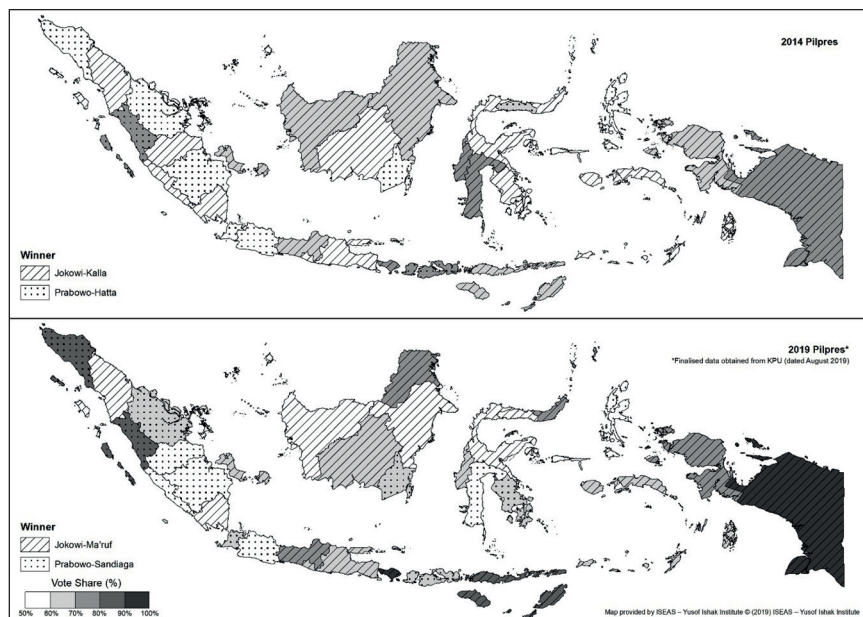 2014 Pilpres
Winner
Jokowi-Kalla
Prabowo-Hatta
2019 Pilpres*
*Finalised data obtained from KPU (dated August 2019)
Winner
Jokowi-Ma'ruf
Prabowo-Sandiaga
Vote Share (%)
50% 60% 70% 80% 90% 100%
Map provided by ISEAS – Yusof Ishak Institute © (2019) ISEAS – Yusof Ishak Institute